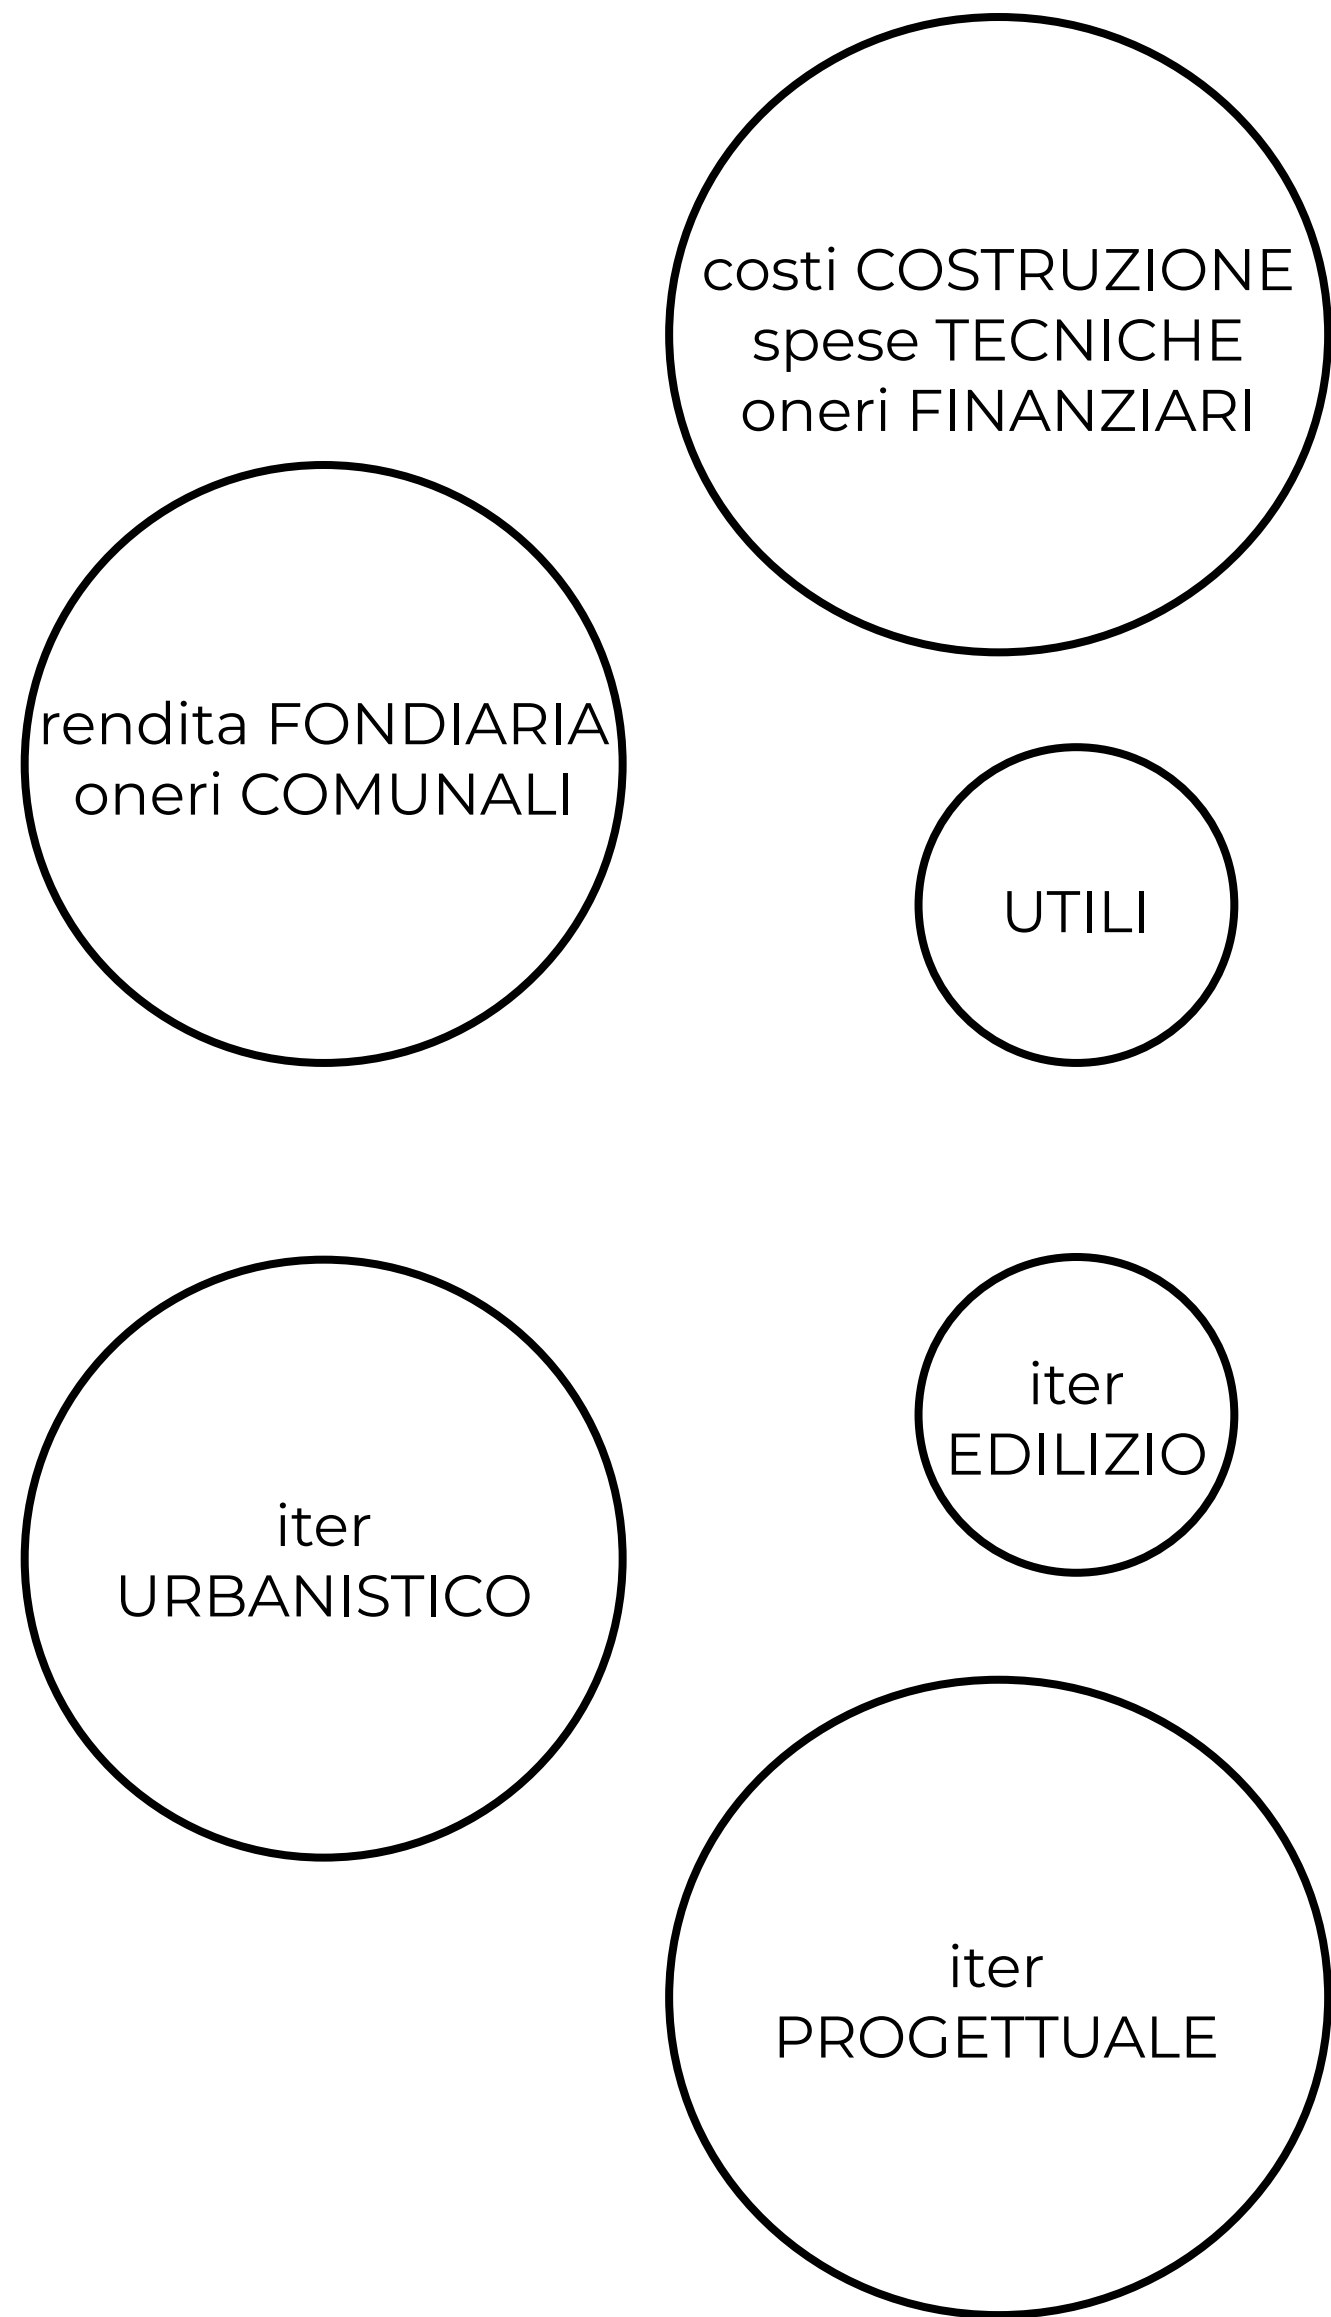 costi COSTRUZIONE
spese TECNICHE
oneri FINANZIARI
rendita FONDIARIA
oneri COMUNALI
UTILI
iter
EDILIZIO
iter
URBANISTICO
iter
PROGETTUALE